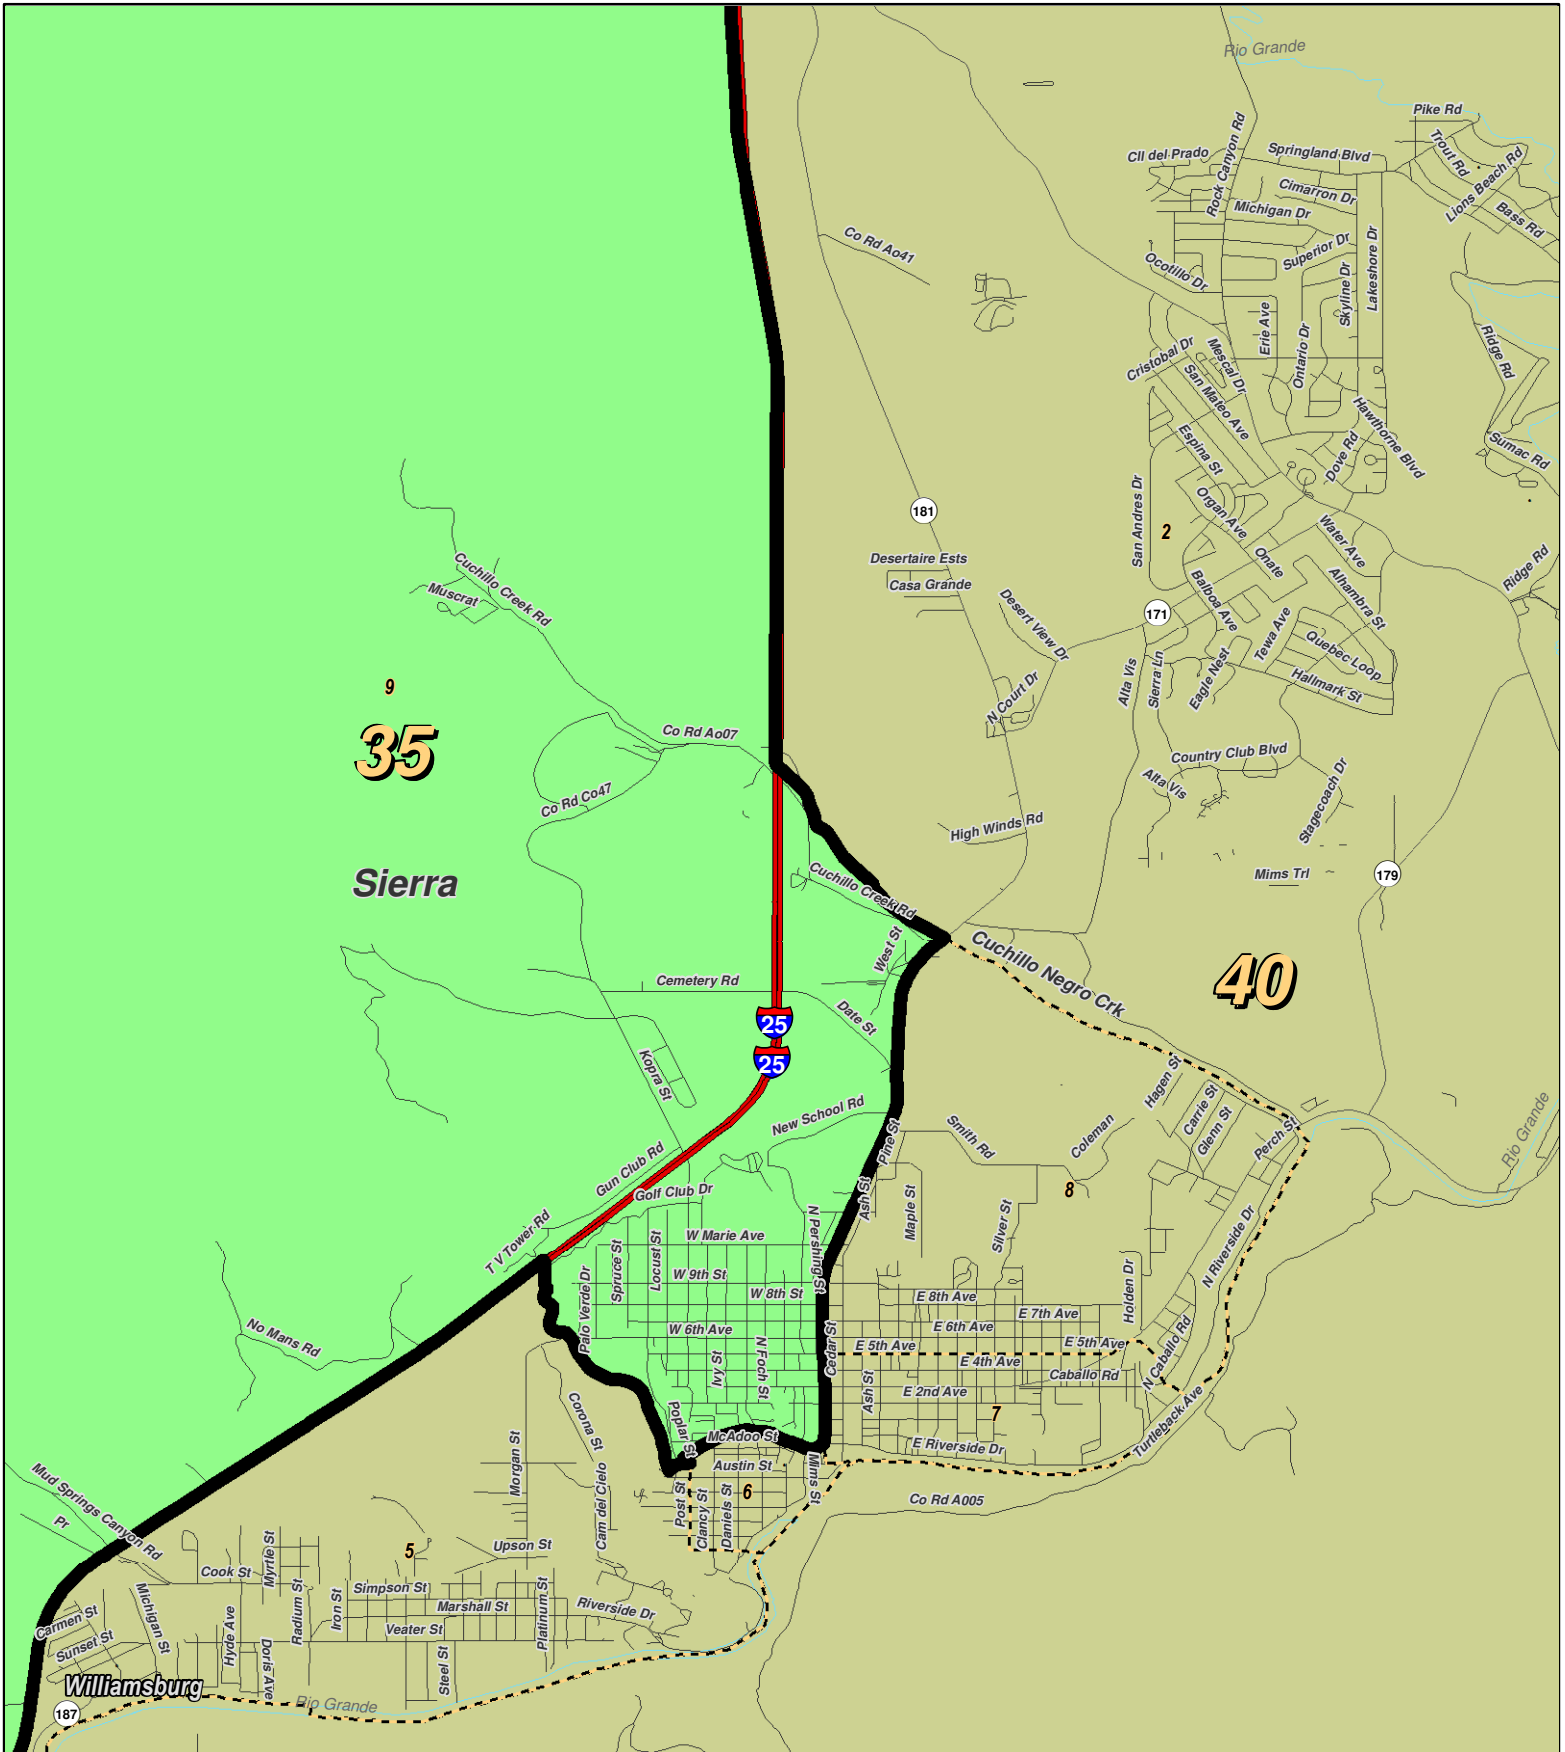 Rio Grande
Pike Rd
Trout Rd
Lions Beach Rd
Bass Rd
Cll del Prado
Rock Canyon Rd
Springland Blvd
Cimarron Dr
Michigan Dr
Superior Dr
Lakeshore Dr
Skyline Dr
Co Rd Ao41
Ocotillo Dr
Erie Ave
Ontario Dr
Ridge Rd
Cristobal Dr
Mescal Dr
San Mateo Ave
Hawthorne Blvd
Espina St
Dove Rd
Sumac Rd
San Andres Dr
Organ Ave
181
2
Water Ave
Onate
Desertaire Ests
Casa Grande
Cuchillo Creek Rd
Muscrat
Desert View Dr
Balboa Ave
Alhambra St
Ridge Rd
171
Tewa Ave
Quebec Loop
Alta Vis
Sierra Ln
Eagle Nest
Hallmark St
9
35
N Court Dr
Co Rd Ao07
Country Club Blvd
Alta Vis
Stagecoach Dr
Co Rd Co47
High Winds Rd
Sierra
Cuchillo Creek Rd
Mims Trl
179
West St
Cuchillo Negro Crk
40
Cemetery Rd
Date St
25
25
Kopra St
Hagen St
Carrie St
Glenn St
Perch St
Rio Grande
New School Rd
Pine St
Smith Rd
Coleman
Gun Club Rd
Golf Club Dr
Ash St
Maple St
8
T V Tower Rd
Silver St
N Riverside Dr
W Marie Ave
N Pershing St
Spruce St
Locust St
Palo Verde Dr
W 9th St
W 8th St
Holden Dr
E 8th Ave
E 7th Ave
No Mans Rd
W 6th Ave
E 6th Ave
Cedar St
E 5th Ave
E 5th Ave
N Caballo Rd
Ivy St
N Foch St
E 4th Ave
Caballo Rd
Ash St
E 2nd Ave
Corona St
Poplar St
7
Turtleback Ave
McAdoo St
E Riverside Dr
Morgan St
Austin St
Mims St
Mud Springs Canyon Rd
Pr
Cam del Cielo
Post St
Clancy St
Daniels St
6
Co Rd A005
5
Upson St
Myrtle St
Cook St
Simpson St
Radium St
Iron St
Marshall St
Platinum St
Riverside Dr
Michigan St
Hyde Ave
Veater St
Carmen St
Sunset St
Doris Ave
Steel St
Williamsburg
187
Rio Grande